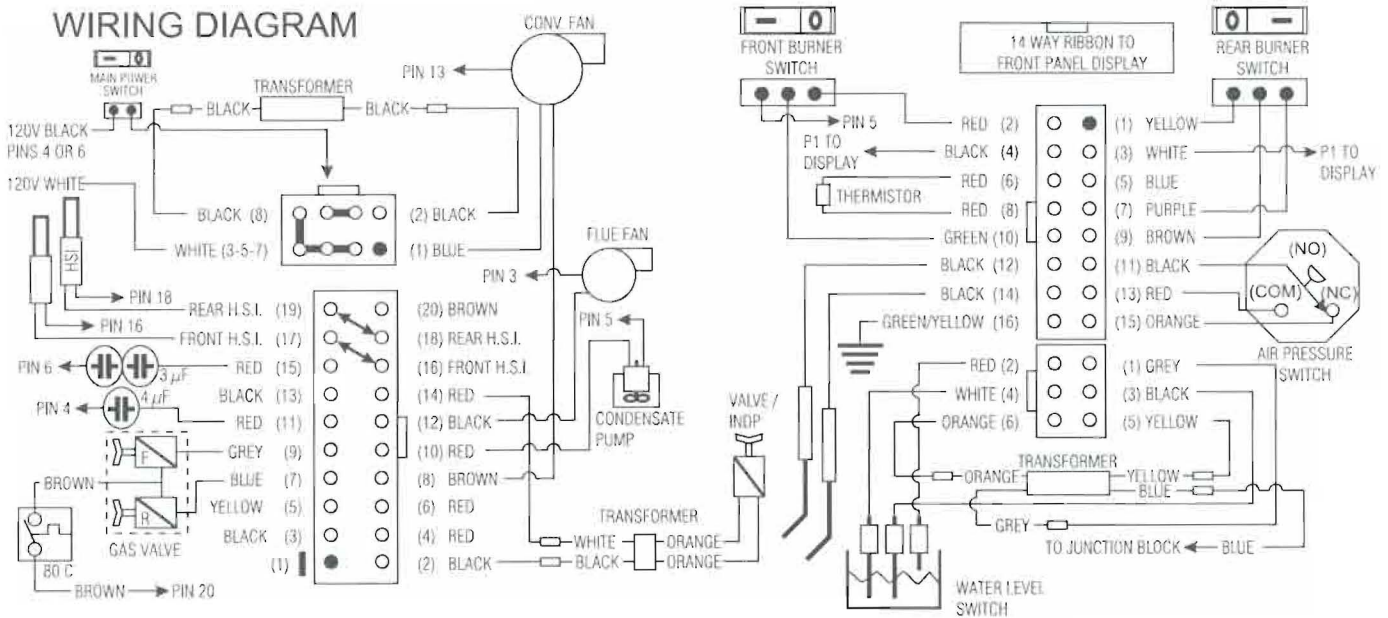 WIRING DIAGRAM
MAIN POWER
SWITCH
120V BLACK
PINS 4 OR 6
120V WHITE
TRANSFORMER
BLACK
BLACK
CONV. FAN
PIN 13
BLACK (8)
(2) BLACK
WHITE (3-5-7)
(1) BLUE
HSI
PIN 18
PIN 16
FLUE FAN
PIN 3
PIN 5
REAR H.S.I. (19)
(20) BROWN
FRONT H.S.I. (17)
(18) REAR H.S.I.
PIN 6
3 µF
RED (15)
(16) FRONT H.S.I.
BLACK (13)
(14) RED
PIN 4
4 µF
RED (11)
(12) BLACK
GREY (9)
(10) RED
BLUE (7)
(8) BROWN
YELLOW (5)
(6) RED
BLACK (3)
(4) RED
(1)
(2) BLACK
F
R
GAS VALVE
BROWN
80 C
BROWN
PIN 20
CONDENSATE
PUMP
TRANSFORMER
WHITE
ORANGE
BLACK
ORANGE
VALVE /
INDP
FRONT BURNER
SWITCH
14 WAY RIBBON TO
FRONT PANEL DISPLAY
REAR BURNER
SWITCH
PIN 5
P1 TO
DISPLAY
THERMISTOR
RED (2)
(1) YELLOW
BLACK (4)
(3) WHITE
P1 TO
DISPLAY
RED (6)
(5) BLUE
RED (8)
(7) PURPLE
GREEN (10)
(9) BROWN
BLACK (12)
(11) BLACK
BLACK (14)
(13) RED
GREEN/YELLOW (16)
(15) ORANGE
(NO)
(COM)
(NC)
AIR PRESSURE
SWITCH
RED (2)
(1) GREY
WHITE (4)
(3) BLACK
ORANGE (6)
(5) YELLOW
TRANSFORMER
ORANGE
YELLOW
BLUE
GREY
TO JUNCTION BLOCK
BLUE
WATER LEVEL
SWITCH